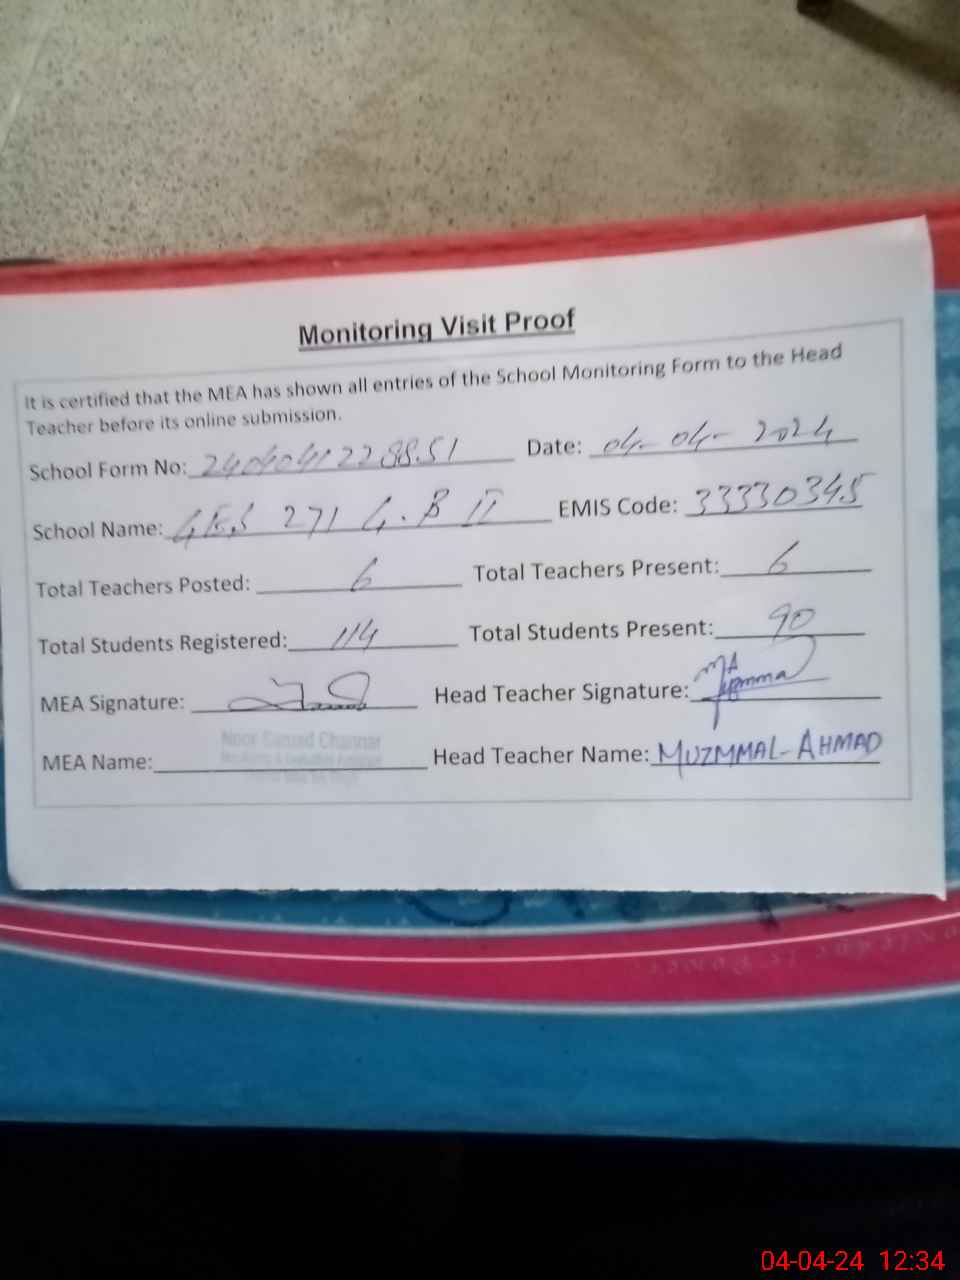 Monitoring Visit Proof
It is certified that the MEA has shown all entries of the School Monitoring Form to the Head
Teacher before its online submission.
School Form No: 24040412288.51 Date: 04-04-2024
School Name: GES 271 G.B II EMIS Code: 33330345
Total Teachers Posted: 6 Total Teachers Present: 6
Total Students Registered: 114 Total Students Present: 90
MEA Signature: Head Teacher Signature:
MEA Name: Channar Head Teacher Name: MUZMMAL-AHMAD
04-04-24 12:34